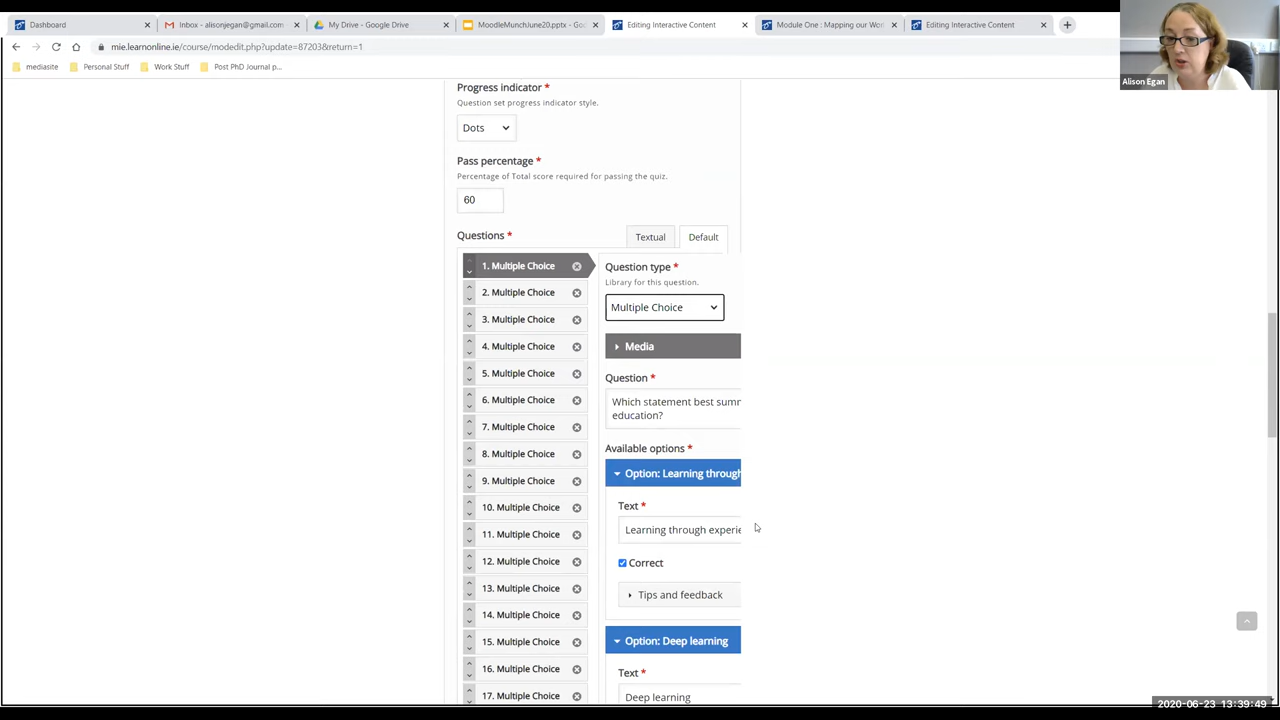 Dashboard
Inbox - alisonjegan@gmail.com
My Drive - Google Drive
MoodleMunchJune20.pptx - Goo
Editing Interactive Content
Module One : Mapping our Wor
Editing Interactive Content
mie.learnonline.ie/course/modedit.php?update=87203&return=1
mediasite
Personal Stuff
Work Stuff
Post PhD Journal p...
Alison Egan
Progress indicator *
Question set progress indicator style.
Dots
Pass percentage *
Percentage of Total score required for passing the quiz.
60
Questions *
Textual
Default
1. Multiple Choice
2. Multiple Choice
3. Multiple Choice
4. Multiple Choice
5. Multiple Choice
6. Multiple Choice
7. Multiple Choice
8. Multiple Choice
9. Multiple Choice
10. Multiple Choice
11. Multiple Choice
12. Multiple Choice
13. Multiple Choice
14. Multiple Choice
15. Multiple Choice
16. Multiple Choice
17. Multiple Choice
Question type *
Library for this question.
Multiple Choice
Media
Question *
Which statement best sum
education?
Available options *
Option: Learning through
Text *
Learning through experie
Correct
Tips and feedback
Option: Deep learning
Text *
Deep learning
2020-06-23 13:39:49